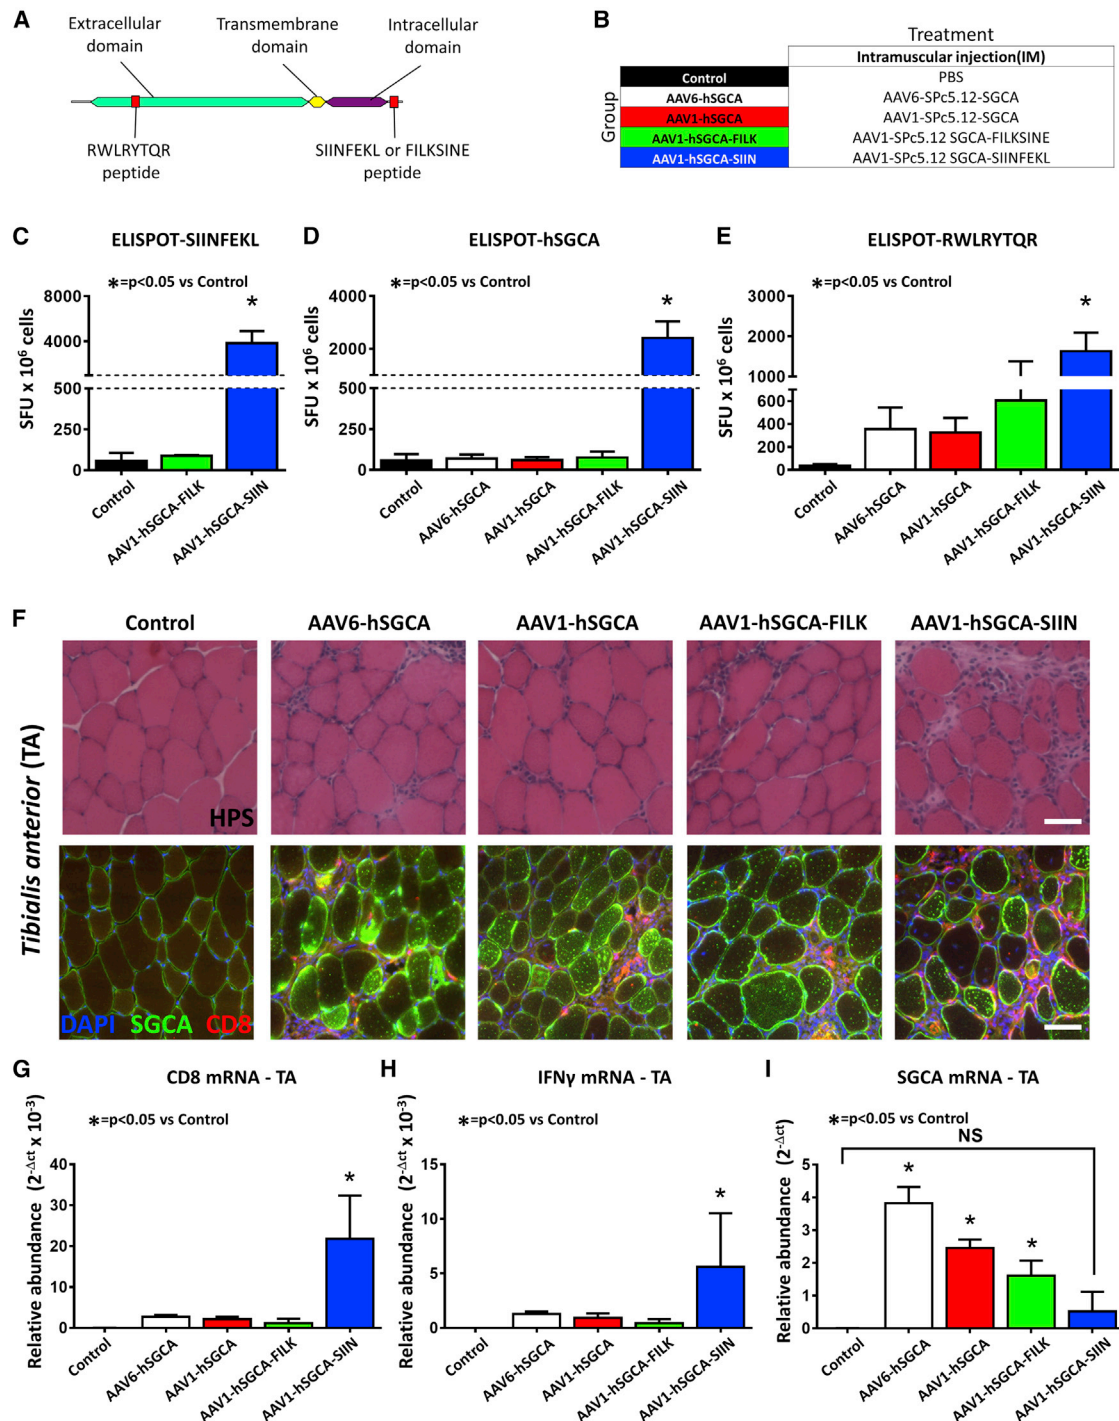 A
Extracellular
domain
Transmembrane
domain
Intracellular
domain
RWLRYTQR
peptide
SIINFEKL or FILKSINE
peptide
B
Treatment
Intramuscular injection(IM)
Group
Control PBS
AAV6-hSGCA AAV6-SPc5.12-SGCA
AAV1-hSGCA AAV1-SPc5.12-SGCA
AAV1-hSGCA-FILK AAV1-SPc5.12 SGCA-FILKSINE
AAV1-hSGCA-SIIN AAV1-SPc5.12 SGCA-SIINFEKL
C
ELISPOT-SIINFEKL
*=p<0.05 vs Control
SFU x 10⁶ cells
8000
4000
500
250
0
*
Control
AAV1-hSGCA-FILK
AAV1-hSGCA-SIIN
D
ELISPOT-hSGCA
*=p<0.05 vs Control
SFU x 10⁶ cells
4000
2000
500
250
0
*
Control
AAV6-hSGCA
AAV1-hSGCA
AAV1-hSGCA-FILK
AAV1-hSGCA-SIIN
E
ELISPOT-RWLRYTQR
*=p<0.05 vs Control
SFU x 10⁶ cells
3000
2000
1000
600
400
200
0
*
Control
AAV6-hSGCA
AAV1-hSGCA
AAV1-hSGCA-FILK
AAV1-hSGCA-SIIN
F
Control
AAV6-hSGCA
AAV1-hSGCA
AAV1-hSGCA-FILK
AAV1-hSGCA-SIIN
Tibialis anterior (TA)
HPS
DAPI SGCA CD8
G
CD8 mRNA - TA
*=p<0.05 vs Control
Relative abundance (2^-Δct x 10⁻³)
40
30
20
10
0
*
Control
AAV6-hSGCA
AAV1-hSGCA
AAV1-hSGCA-FILK
AAV1-hSGCA-SIIN
H
IFNγ mRNA - TA
*=p<0.05 vs Control
Relative abundance (2^-Δct x 10⁻³)
15
10
5
0
*
Control
AAV6-hSGCA
AAV1-hSGCA
AAV1-hSGCA-FILK
AAV1-hSGCA-SIIN
I
SGCA mRNA - TA
*=p<0.05 vs Control
NS
Relative abundance (2^-Δct)
5
4
3
2
1
0
*
*
*
Control
AAV6-hSGCA
AAV1-hSGCA
AAV1-hSGCA-FILK
AAV1-hSGCA-SIIN